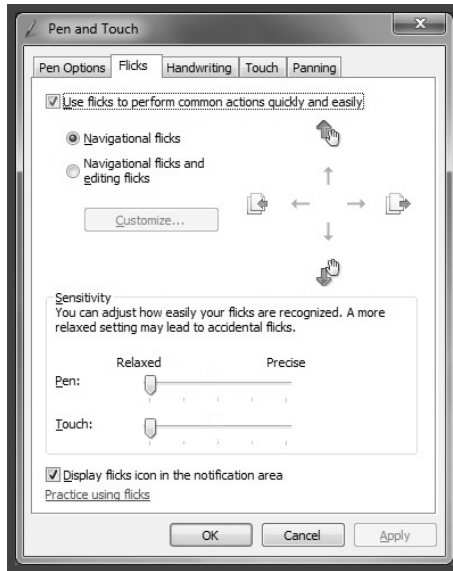 Pen and Touch
Pen Options Flicks Handwriting Touch Panning
Use flicks to perform common actions quickly and easily
Navigational flicks
Navigational flicks and
editing flicks
Customize...
Sensitivity
You can adjust how easily your flicks are recognized. A more
relaxed setting may lead to accidental flicks.
Relaxed Precise
Pen:
Touch:
Display flicks icon in the notification area
Practice using flicks
OK Cancel Apply